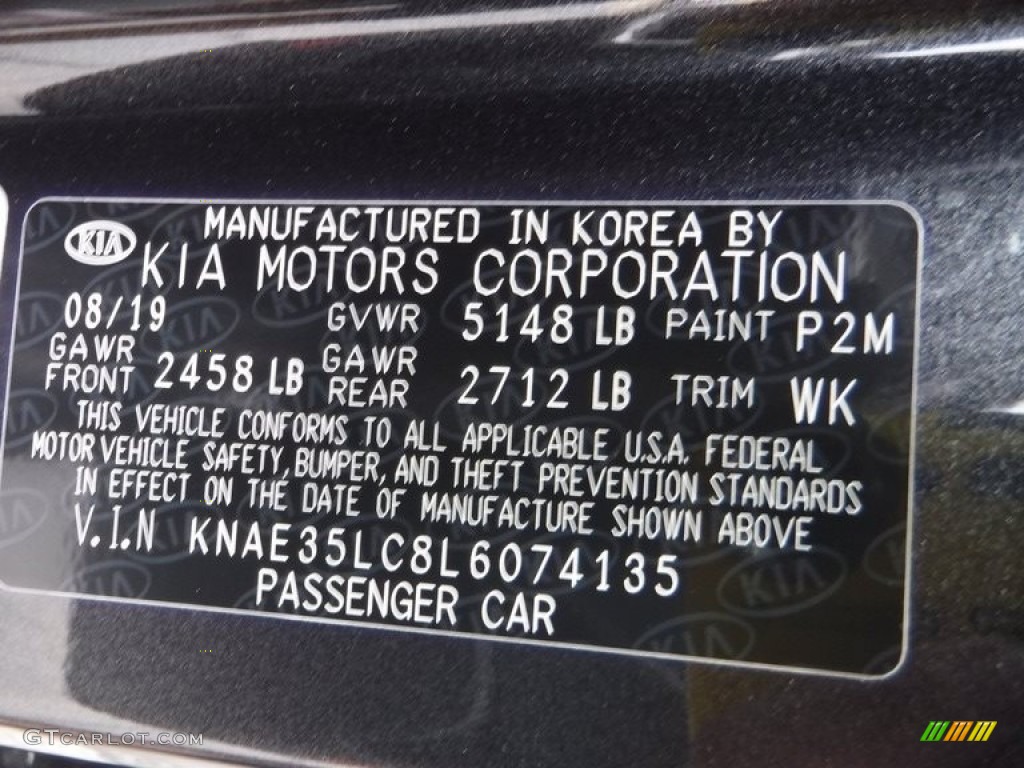 MANUFACTURED IN KOREA BY
KIA KIA MOTORS CORPORATION
08/19 GVWR 5148 LB PAINT P2M
GAWR FRONT 2458 LB GAWR REAR 2712 LB TRIM WK
THIS VEHICLE CONFORMS TO ALL APPLICABLE U.S.A. FEDERAL
MOTOR VEHICLE SAFETY, BUMPER, AND THEFT PREVENTION STANDARDS
IN EFFECT ON THE DATE OF MANUFACTURE SHOWN ABOVE
V.I.N KNAE35LC8L6074135
PASSENGER CAR
GTCARLOT.COM